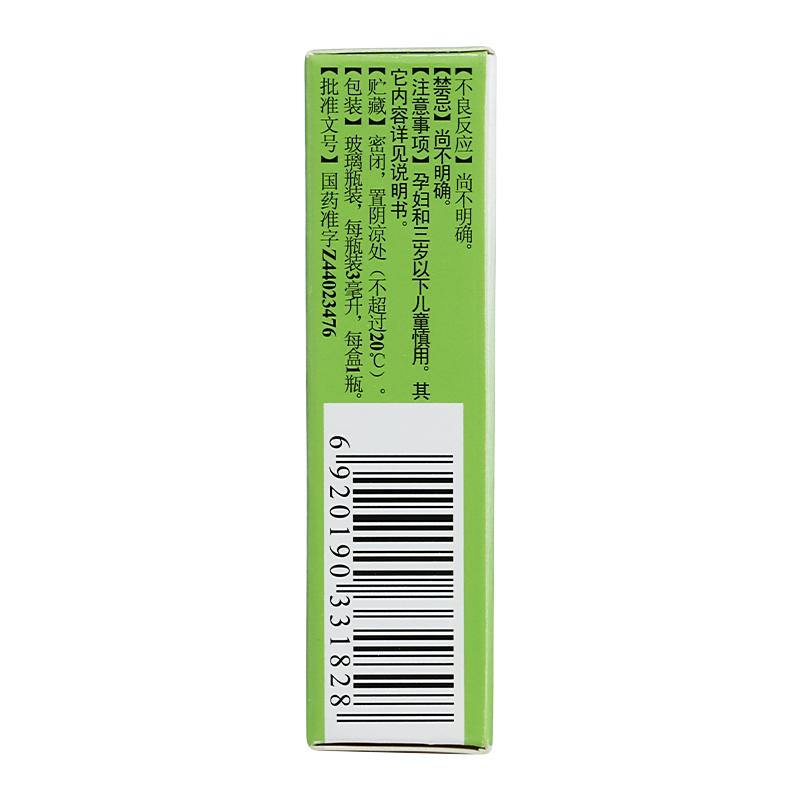 【不良反应】尚不明确。
【禁忌】尚不明确。
【注意事项】孕妇和三岁以下儿童慎用。其
它内容详见说明书。
【贮藏】密闭，置阴凉处（不超过20℃）。
【包装】玻璃瓶装，每瓶装3毫升，每盒1瓶。
【批准文号】国药准字Z44023476
6920190331828